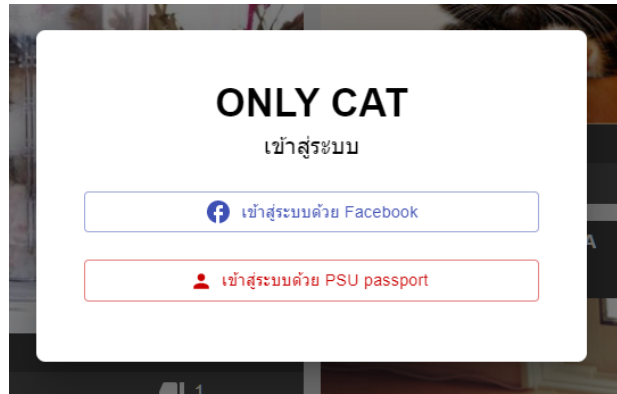 ONLY CAT
เข้าสู่ระบบ
เข้าสู่ระบบด้วย Facebook
เข้าสู่ระบบด้วย PSU passport
A
1